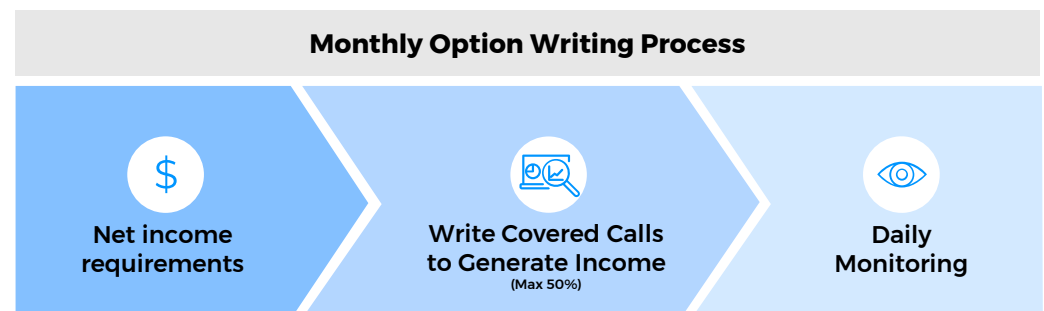 Monthly Option Writing Process
$
Net income
requirements
Write Covered Calls
to Generate Income
(Max 50%)
Daily
Monitoring